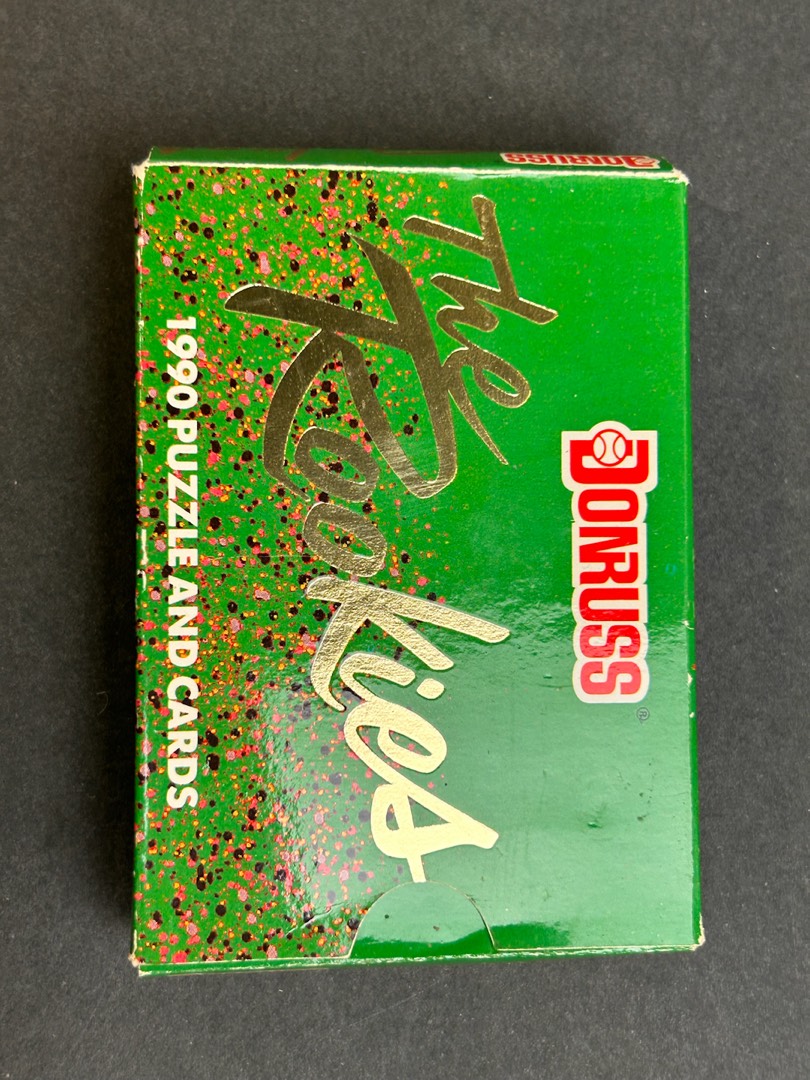 DONRUSS
DONRUSS®
The
Rookies
1990 PUZZLE AND CARDS